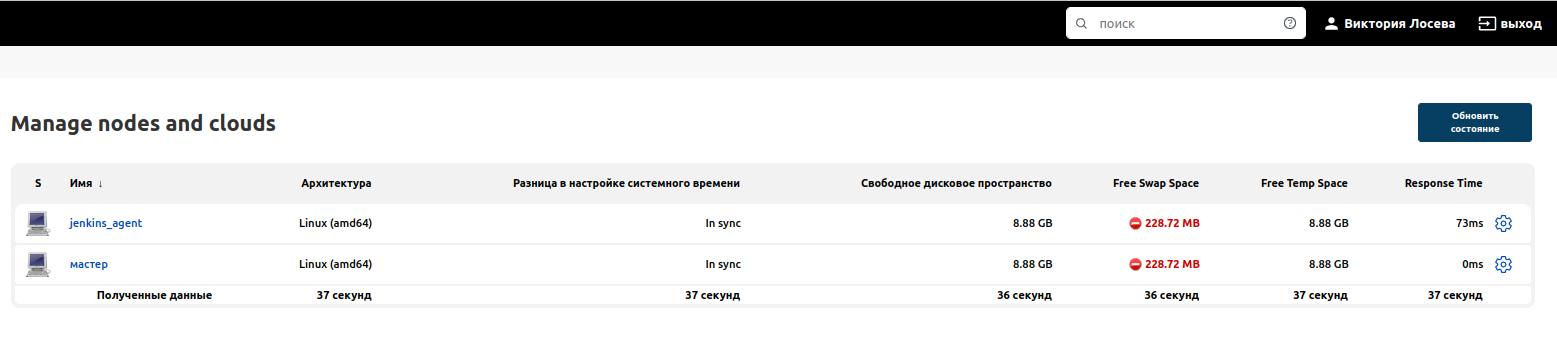 поиск
Виктория Лосева
выход
Manage nodes and clouds
Обновить
состояние
S Имя ↓ Архитектура Разница в настройке системного времени Свободное дисковое пространство Free Swap Space Free Temp Space Response Time
jenkins_agent Linux (amd64) In sync 8.88 GB 228.72 MB 8.88 GB 73ms
мастер Linux (amd64) In sync 8.88 GB 228.72 MB 8.88 GB 0ms
Полученные данные 37 секунд 37 секунд 36 секунд 36 секунд 37 секунд 37 секунд